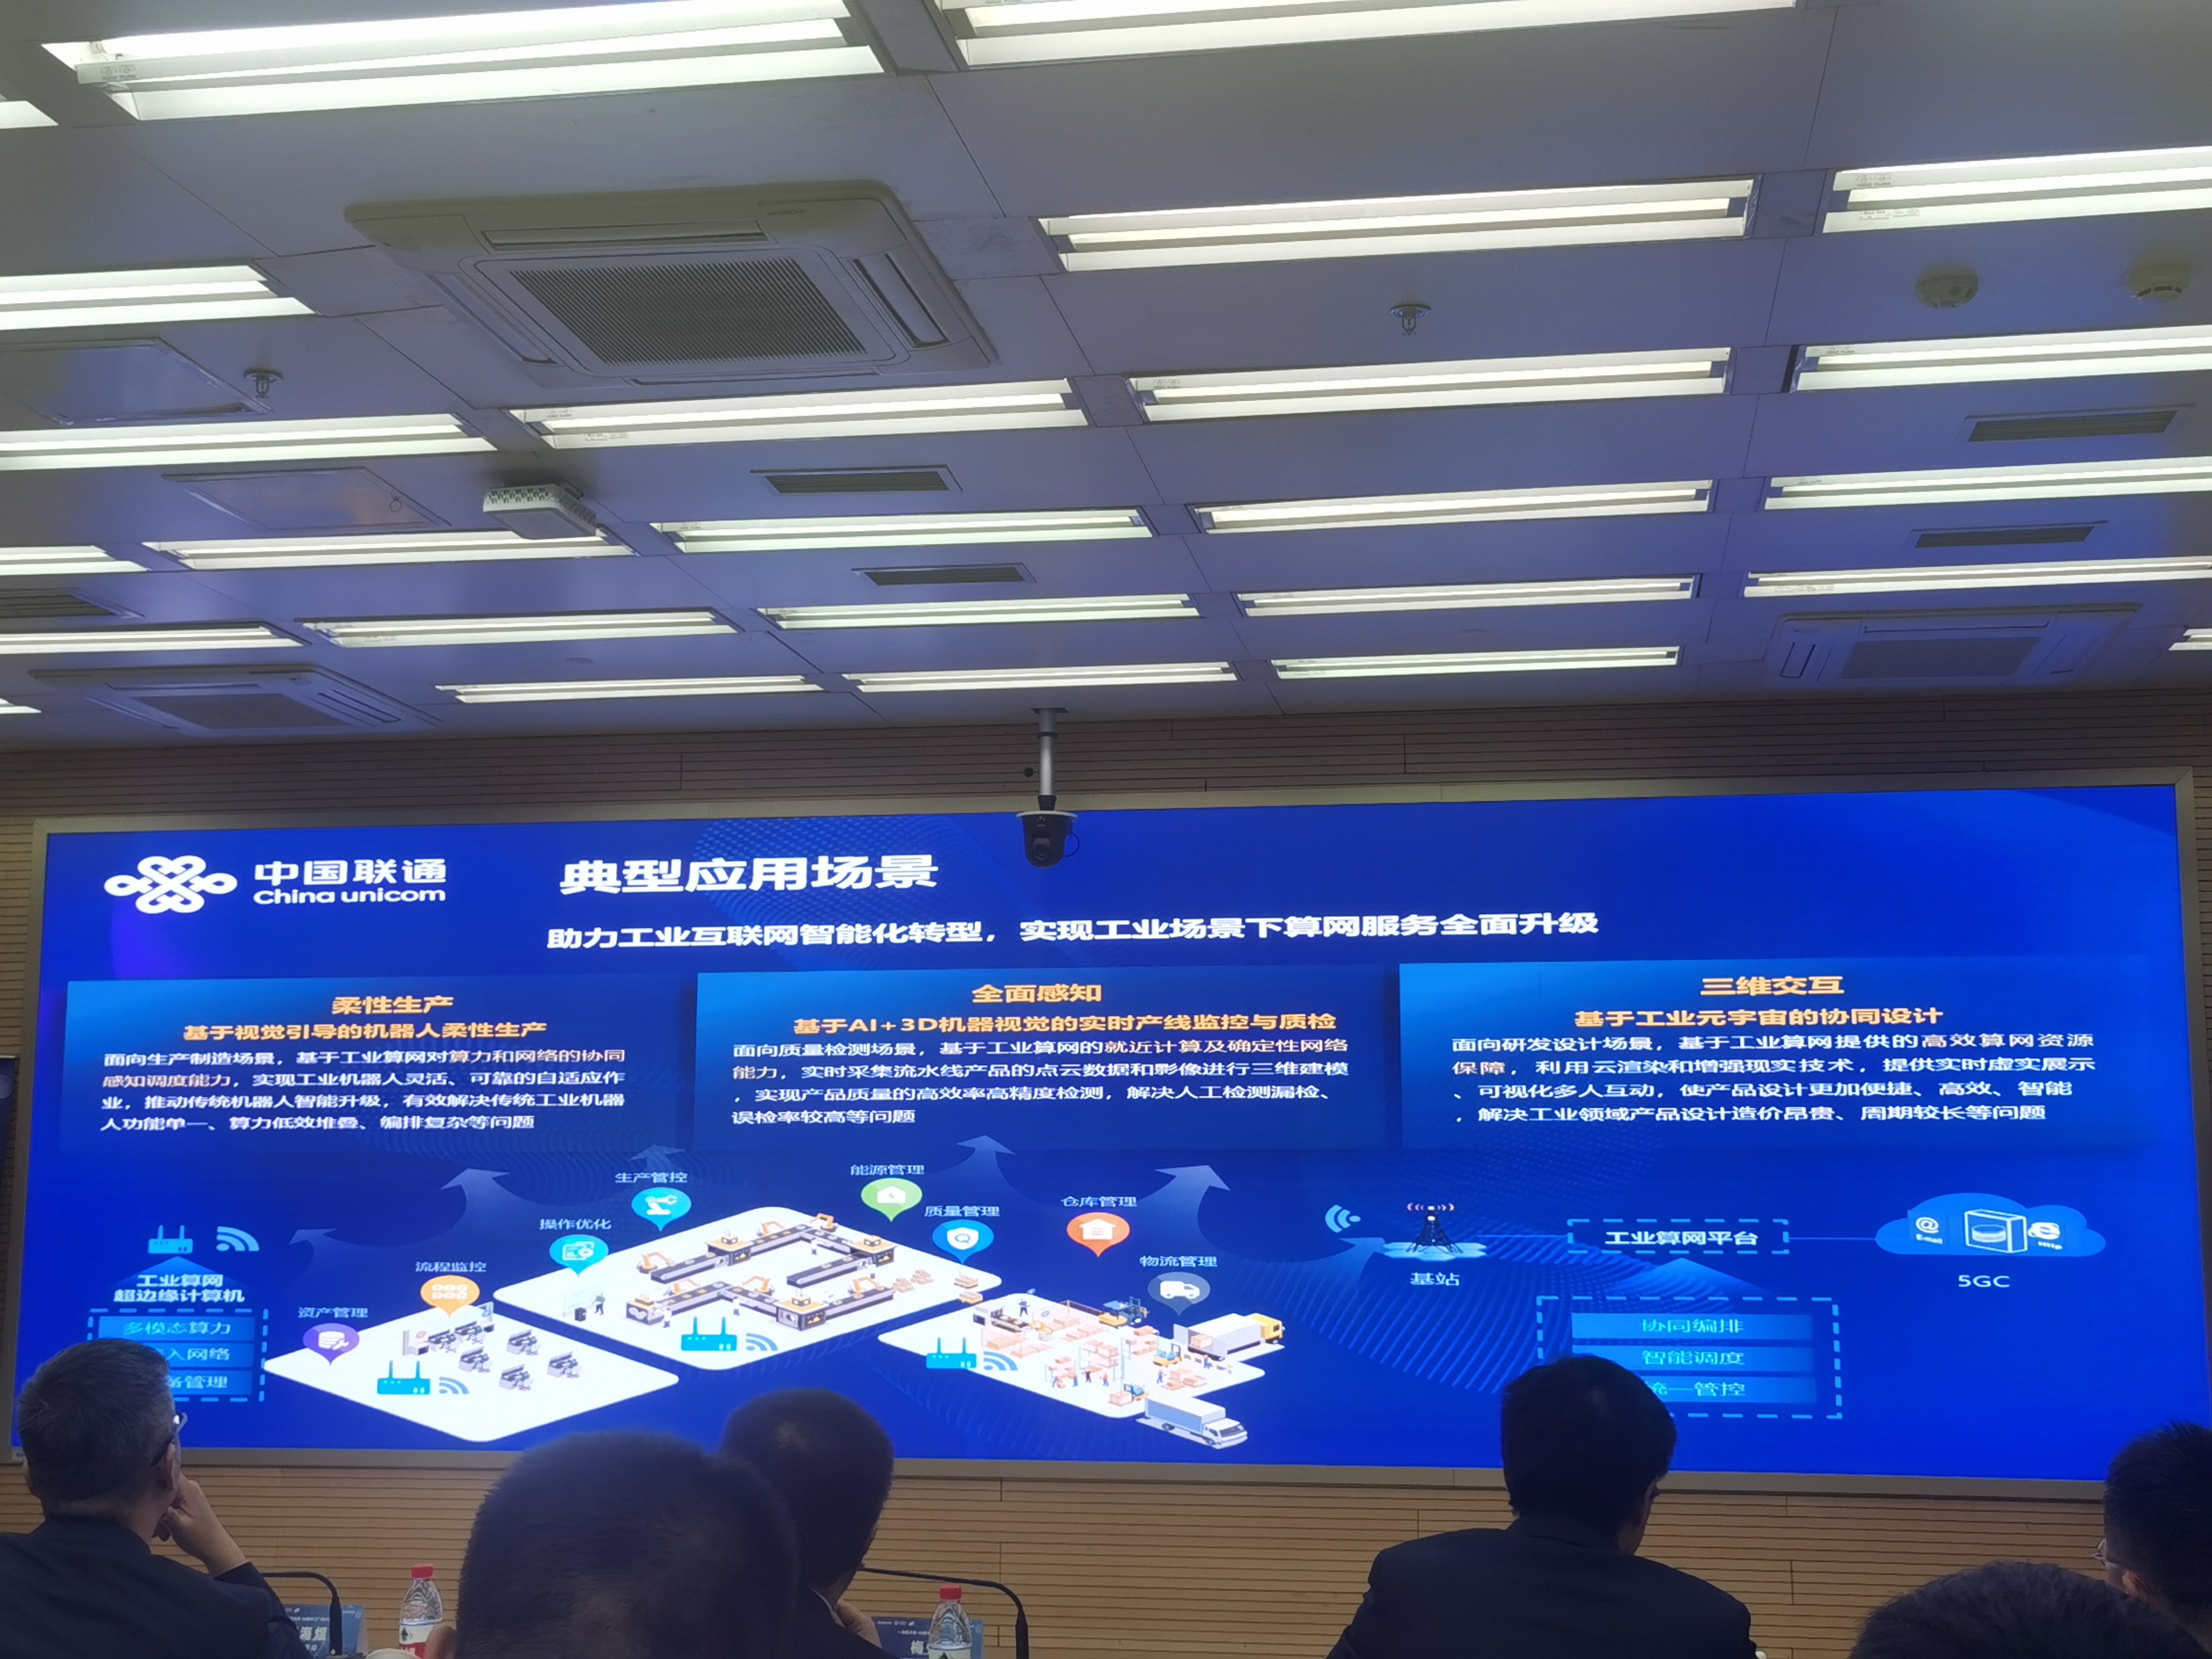 中国联通
China unicom
典型应用场景
助力工业互联网智能化转型，实现工业场景下算网服务全面升级
柔性生产
基于视觉引导的机器人柔性生产
面向生产制造场景，基于工业算网对算力和网络的协同
感知调度能力，实现工业机器人灵活、可靠的自适应作
业，推动传统机器人智能升级，有效解决传统工业机器
人功能单一、算力低效堆叠、编排复杂等问题
全面感知
基于AI+3D机器视觉的实时产线监控与质检
面向质量检测场景，基于工业算网的就近计算及确定性网络
能力，实时采集流水线产品的点云数据和影像进行三维建模
，实现产品质量的高效率高精度检测，解决人工检测漏检、
误检率较高等问题
三维交互
基于工业元宇宙的协同设计
面向研发设计场景，基于工业算网提供的高效算网资源
保障，利用云渲染和增强现实技术，提供实时虚实展示
、可视化多人互动，使产品设计更加便捷、高效、智能
，解决工业领域产品设计造价昂贵、周期较长等问题
工业算网
超边缘计算机
多模态算力
入网络
备管理
资产管理
流程监控
操作优化
生产管控
能源管理
质量管理
仓库管理
物流管理
基站
工业算网平台
E-mail
Http
5GC
协同编排
智能调度
统一管控
梅